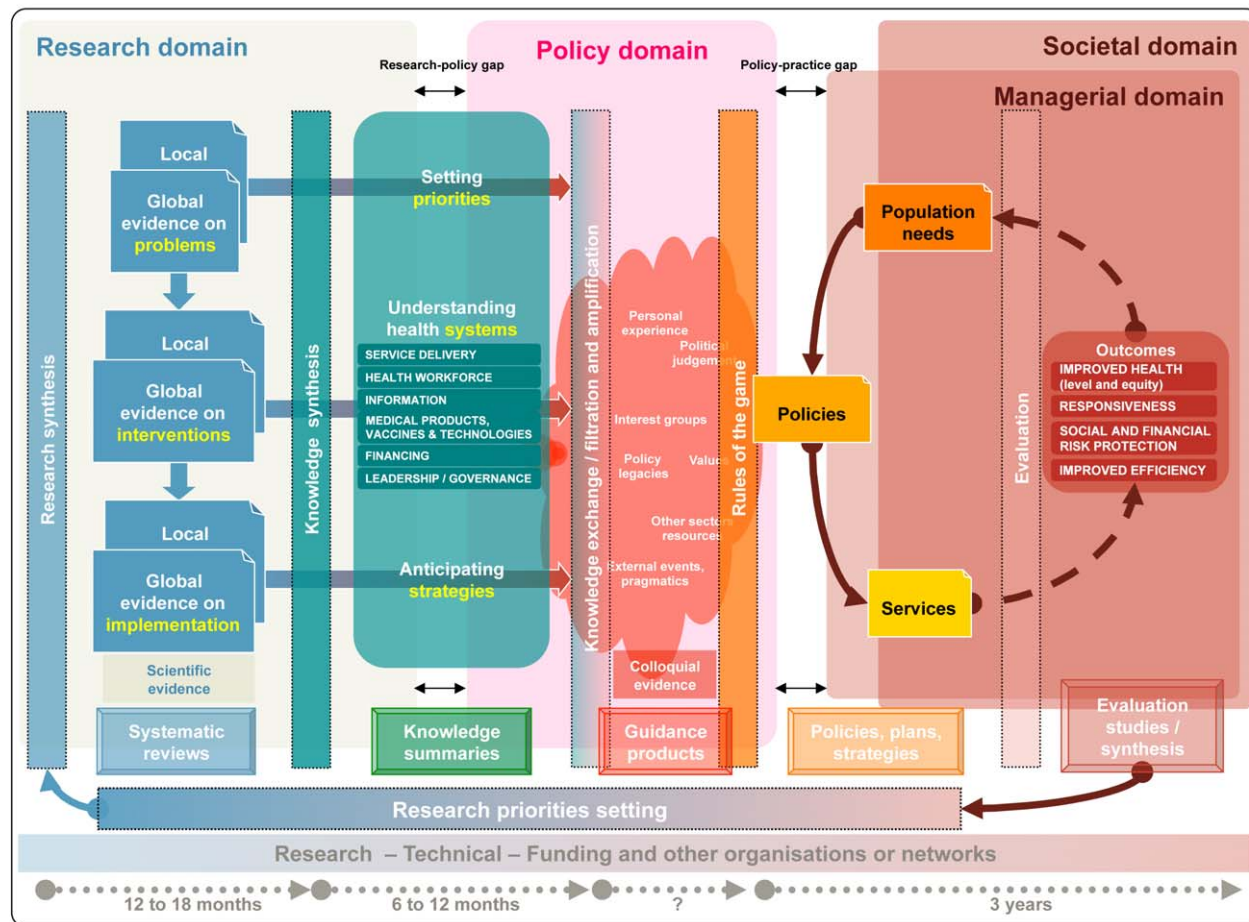 Research domain
Policy domain
Societal domain
Managerial domain
Research-policy gap
Policy-practice gap
Research synthesis
Local
Global
evidence on
problems
Local
Global
evidence on
interventions
Local
Global
evidence on
implementation
Scientific
evidence
Systematic
reviews
Knowledge synthesis
Setting
priorities
Understanding
health systems
SERVICE DELIVERY
HEALTH WORKFORCE
INFORMATION
MEDICAL PRODUCTS,
VACCINES & TECHNOLOGIES
FINANCING
LEADERSHIP / GOVERNANCE
Anticipating
strategies
Knowledge
summaries
Knowledge exchange / filtration and amplification
Personal
experience
Political
judgement
Interest groups
Policy
legacies
Values
Other sectors
resources
External events,
pragmatics
Colloquial
evidence
Guidance
products
Rules of the game
Population
needs
Policies
Services
Policies, plans,
strategies
Evaluation
Outcomes
IMPROVED HEALTH
(level and equity)
RESPONSIVENESS
SOCIAL AND FINANCIAL
RISK PROTECTION
IMPROVED EFFICIENCY
Evaluation
studies /
synthesis
Research priorities setting
Research – Technical – Funding and other organisations or networks
12 to 18 months
6 to 12 months
?
3 years